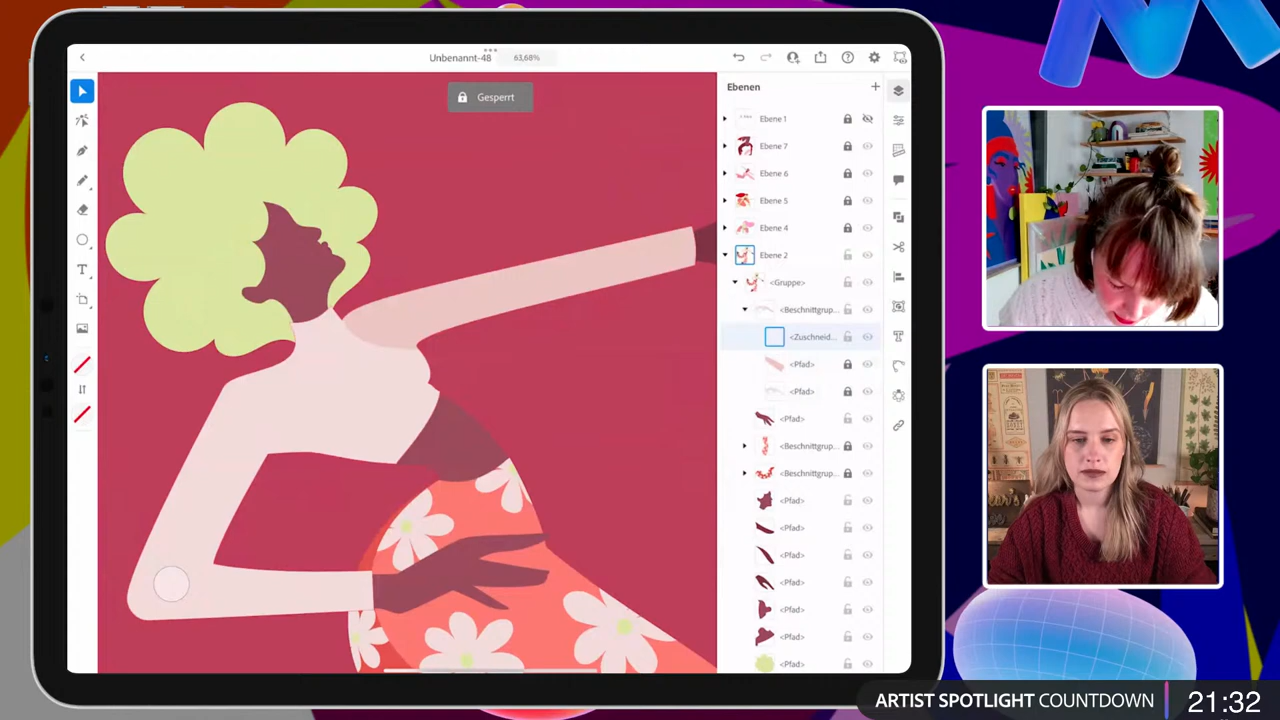 Unbenannt-48
63,68%
Gesperrt
Ebenen
Ebene 1
Ebene 7
Ebene 6
Ebene 5
Ebene 4
Ebene 2
<Gruppe>
<Beschnittgrup...
<Zuschneid...
<Pfad>
<Pfad>
<Pfad>
<Beschnittgrup...
<Beschnittgrup...
<Pfad>
<Pfad>
<Pfad>
<Pfad>
<Pfad>
<Pfad>
<Pfad>
ARTIST SPOTLIGHT COUNTDOWN
21:32